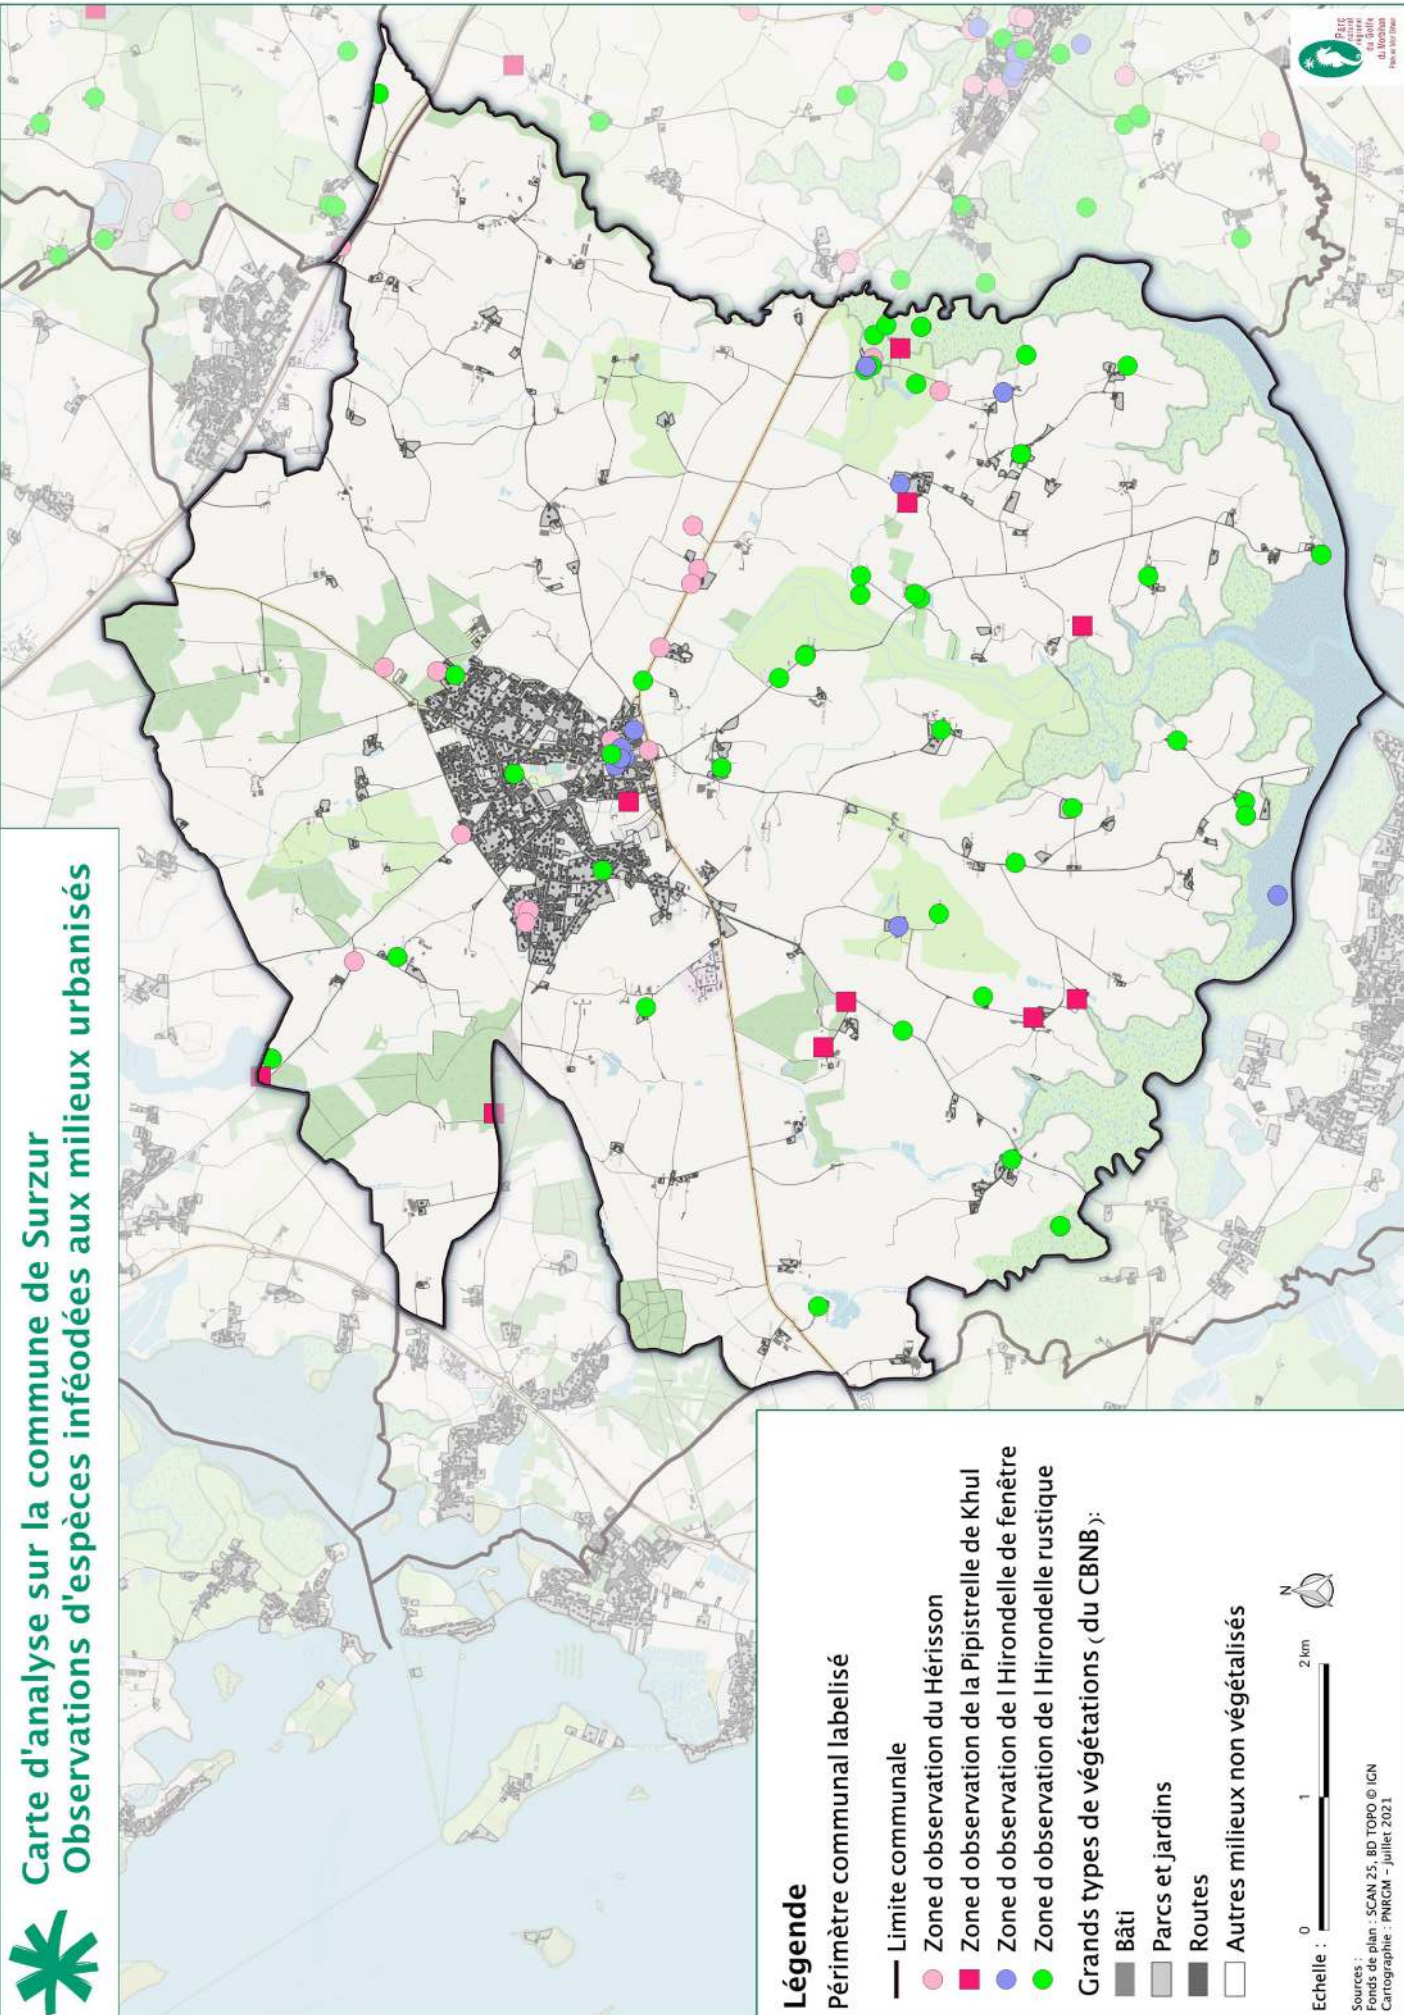 Carte d'analyse sur la commune de Surzur
Observations d'espèces inféodées aux milieux urbanisés
Légende
Périmètre communal labelisé
Limite communale
Zone d observation du Hérisson
Zone d observation de la Pipistrelle de Khul
Zone d observation de l Hirondelle de fenêtre
Zone d observation de l Hirondelle rustique
Grands types de végétations ( du CBNB ):
Bâti
Parcs et jardins
Routes
Autres milieux non végétalisés
Echelle :
0 1 2 km
N
Sources :
Fonds de plan : SCAN 25, BD TOPO © IGN
Cartographie : PNRGM - juillet 2021
Parc
naturel
régional
du Golfe
du Morbihan